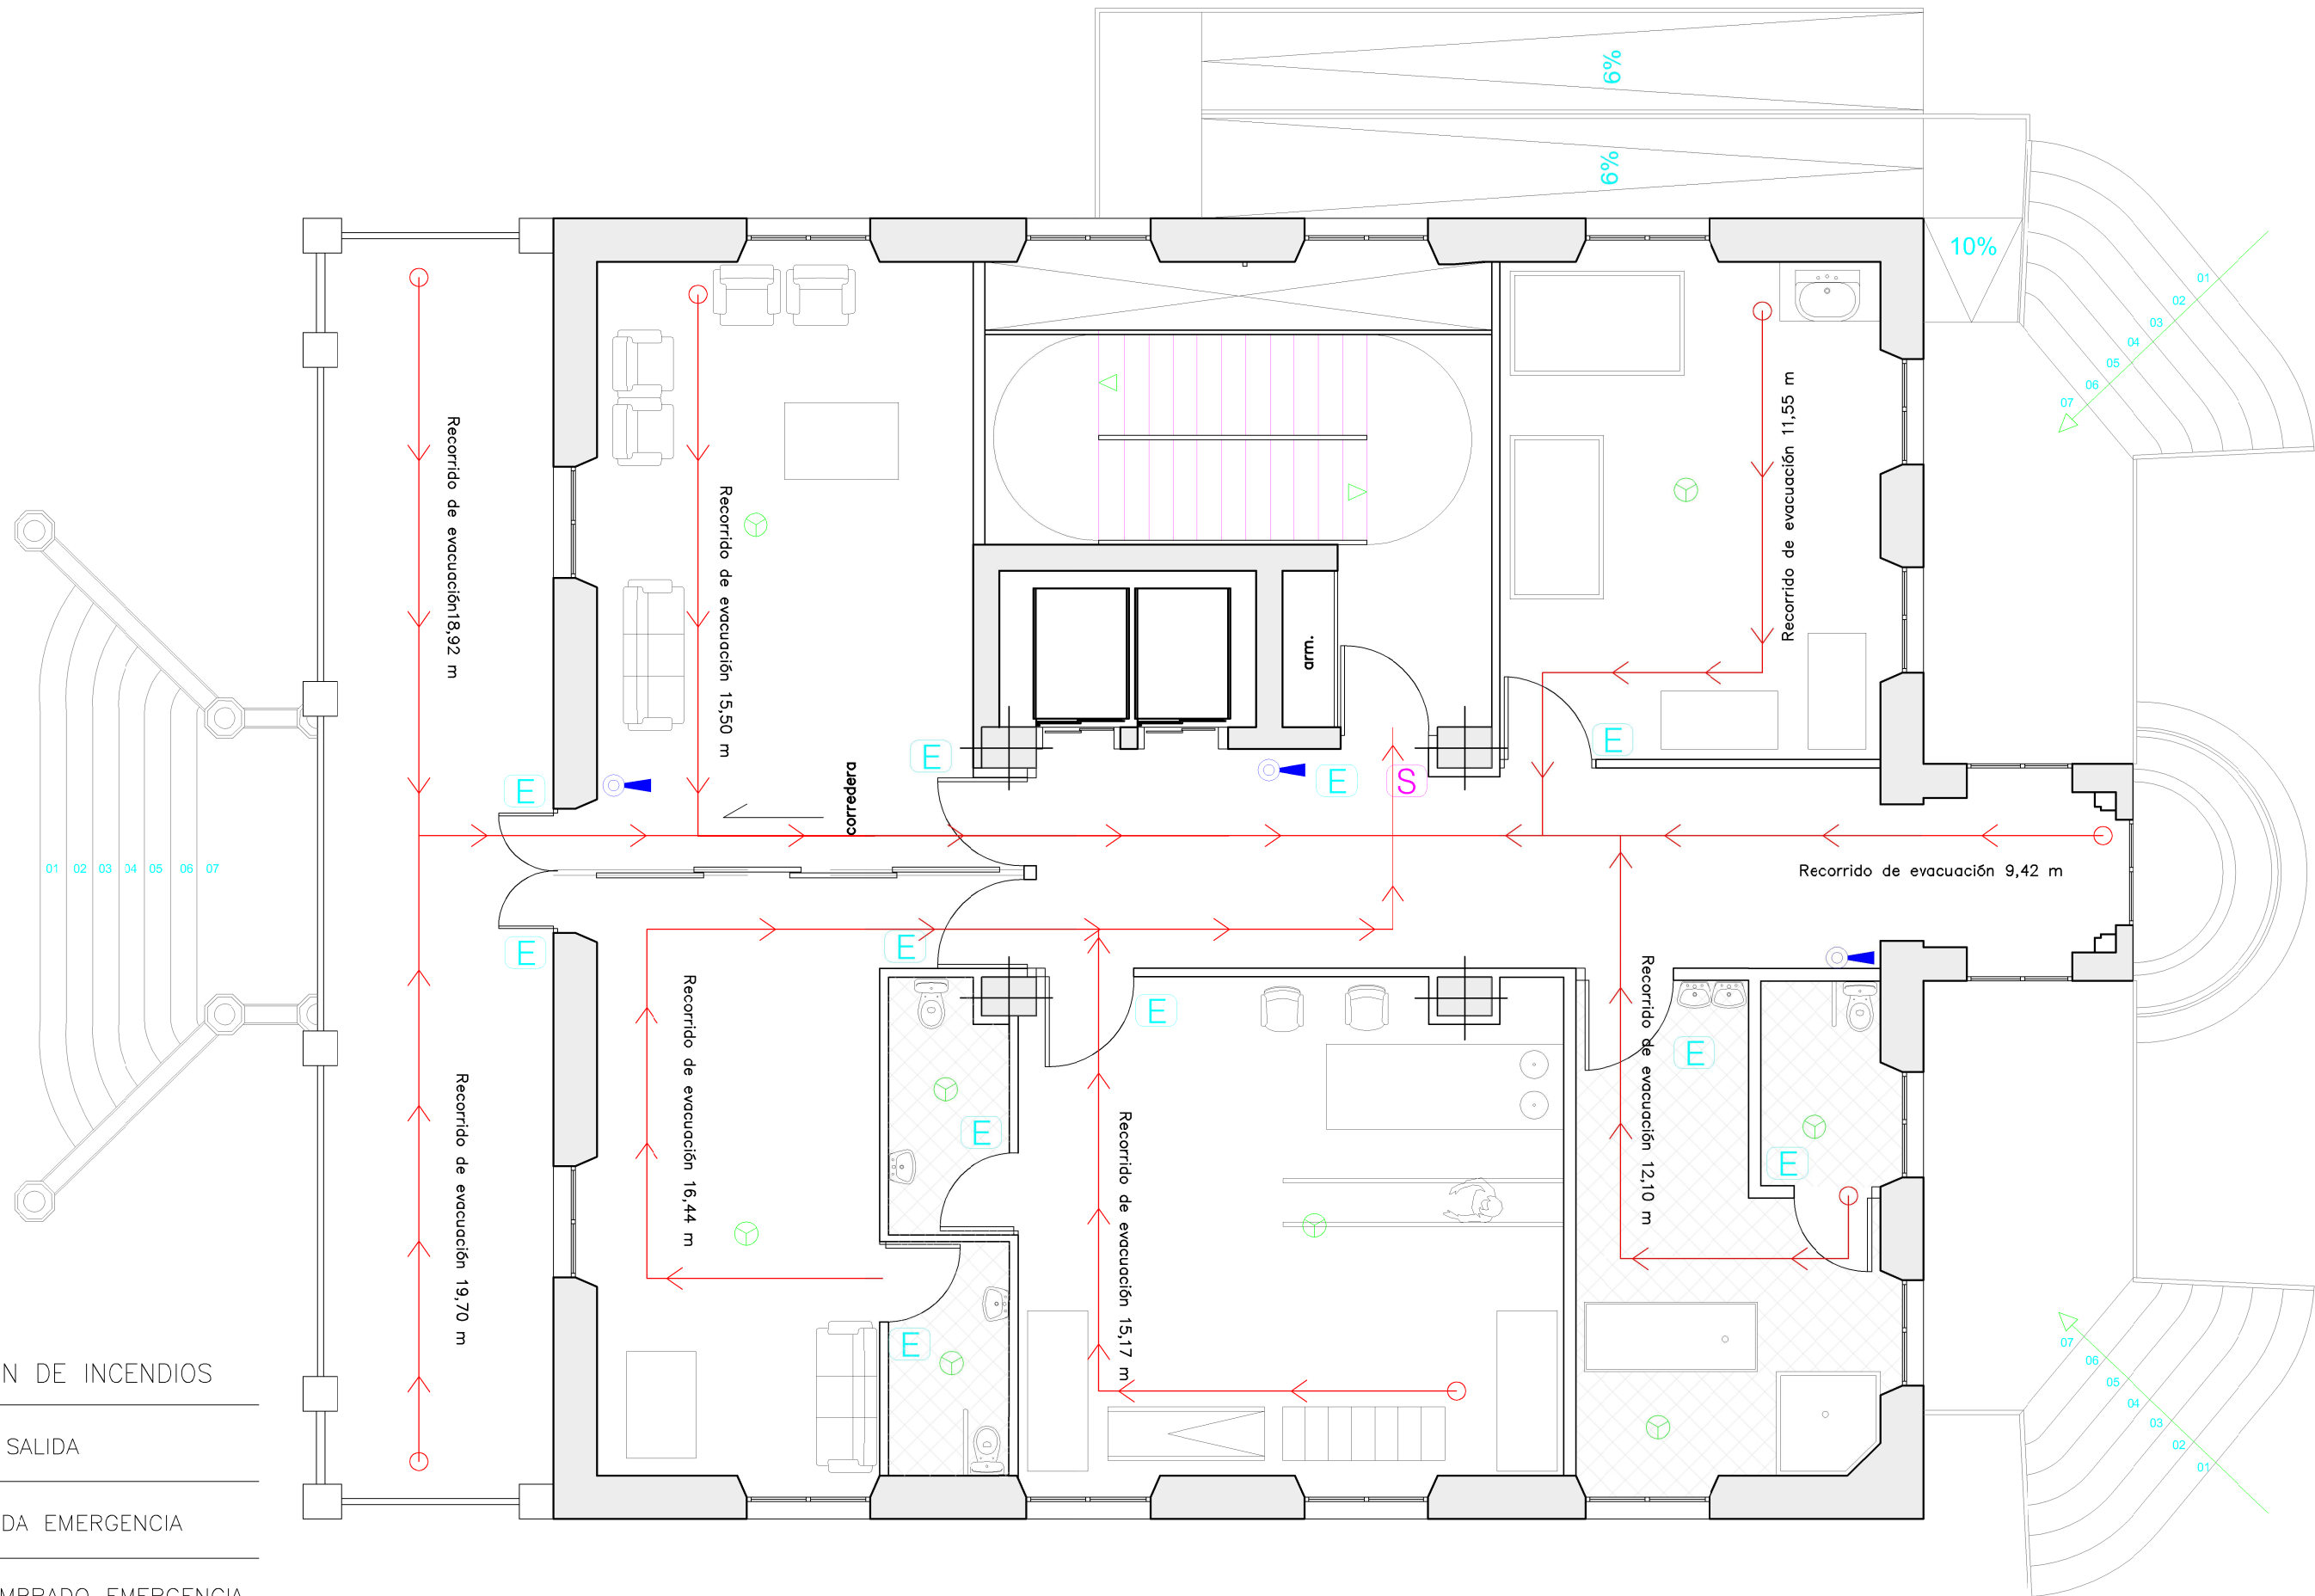 6%
6%
10%
01
02
03
04
05
06
07
Recorrido de evacuación 11,55 m
Recorrido de evacuación18,92 m
Recorrido de evacuación 15,50 m
arm.
E
E
E
E
S
E
corredera
01 02 03 04 05 06 07
Recorrido de evacuación 9,42 m
E
E
E
E
Recorrido de evacuación 16,44 m
Recorrido de evacuación 12,10 m
Recorrido de evacuación 19,70 m
Recorrido de evacuación 15,17 m
E
E
E
07
06
05
04
03
02
01
N DE INCENDIOS
SALIDA
DA EMERGENCIA
MBRADO EMERGENCIA